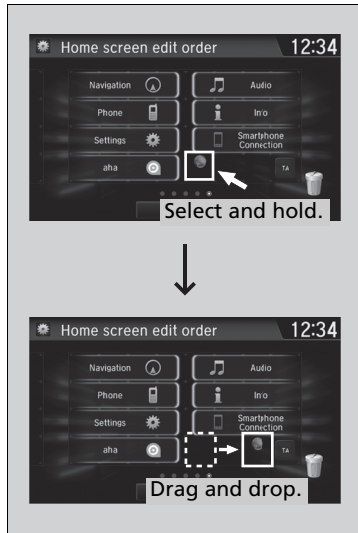 Home screen edit order 12:34
Navigation Audio
Phone Info
Settings Smartphone
Connection
aha TA
Select and hold.
Home screen edit order 12:34
Navigation Audio
Phone Info
Settings Smartphone
Connection
aha TA
Drag and drop.